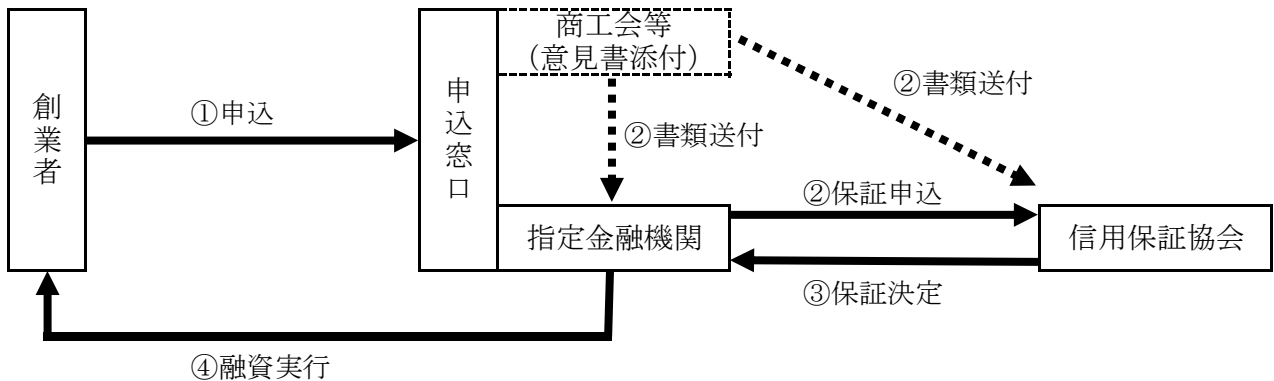 商工会等
（意見書添付）
創業者
①申込
申込窓口
②書類送付
②書類送付
②保証申込
指定金融機関
信用保証協会
③保証決定
④融資実行